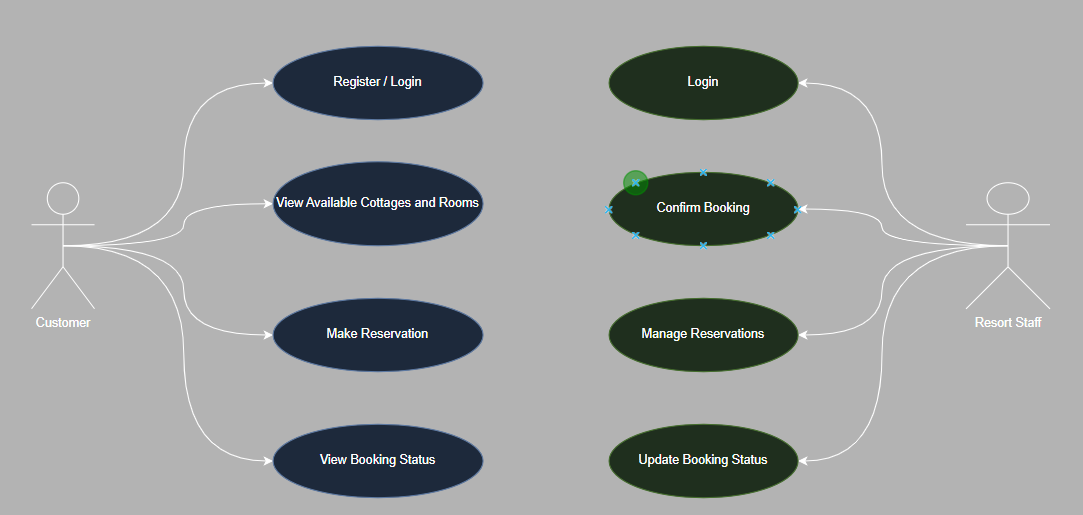 Register / Login
Login
View Available Cottages and Rooms
Confirm Booking
Customer
Resort Staff
Make Reservation
Manage Reservations
View Booking Status
Update Booking Status